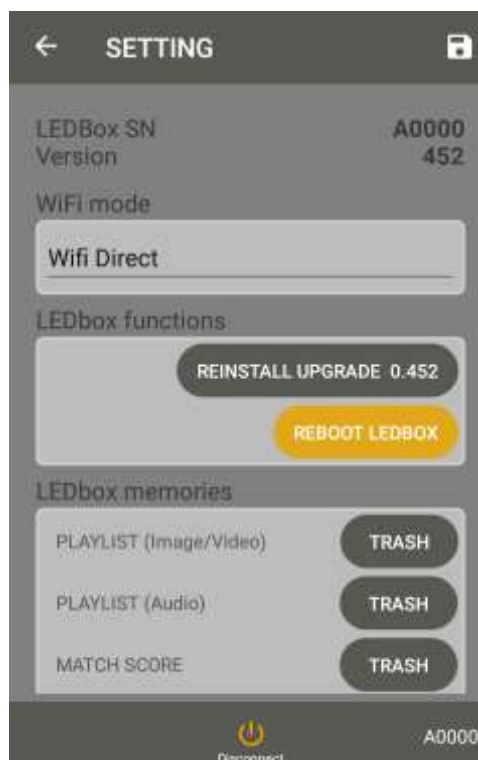 SETTING
LEDBox SN A0000
Version 452
WiFi mode
Wifi Direct
LEDbox functions
REINSTALL UPGRADE 0.452
REBOOT LEDBOX
LEDbox memories
PLAYLIST (Image/Video) TRASH
PLAYLIST (Audio) TRASH
MATCH SCORE TRASH
A0000
Disconnect